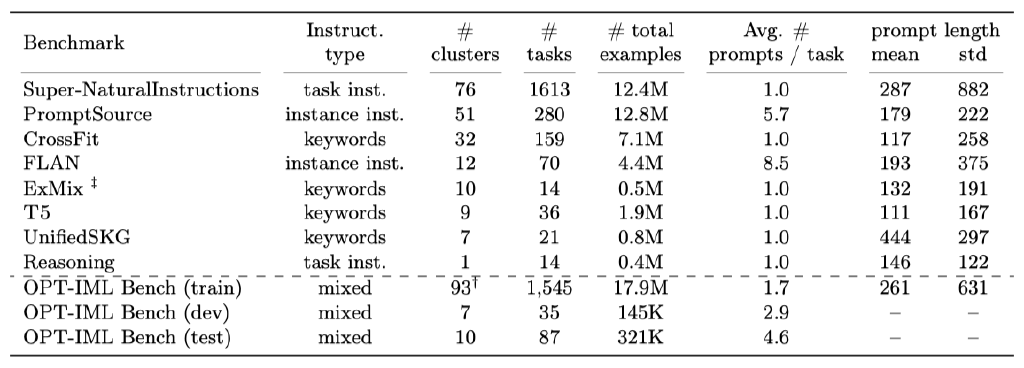 Benchmark Instruct. type # clusters # tasks # total examples Avg. # prompts / task prompt length mean std
Super-NaturalInstructions task inst. 76 1613 12.4M 1.0 287 882
PromptSource instance inst. 51 280 12.8M 5.7 179 222
CrossFit keywords 32 159 7.1M 1.0 117 258
FLAN instance inst. 12 70 4.4M 8.5 193 375
ExMix ‡ keywords 10 14 0.5M 1.0 132 191
T5 keywords 9 36 1.9M 1.0 111 167
UnifiedSKG keywords 7 21 0.8M 1.0 444 297
Reasoning task inst. 1 14 0.4M 1.0 146 122
OPT-IML Bench (train) mixed 93† 1,545 17.9M 1.7 261 631
OPT-IML Bench (dev) mixed 7 35 145K 2.9 – –
OPT-IML Bench (test) mixed 10 87 321K 4.6 – –